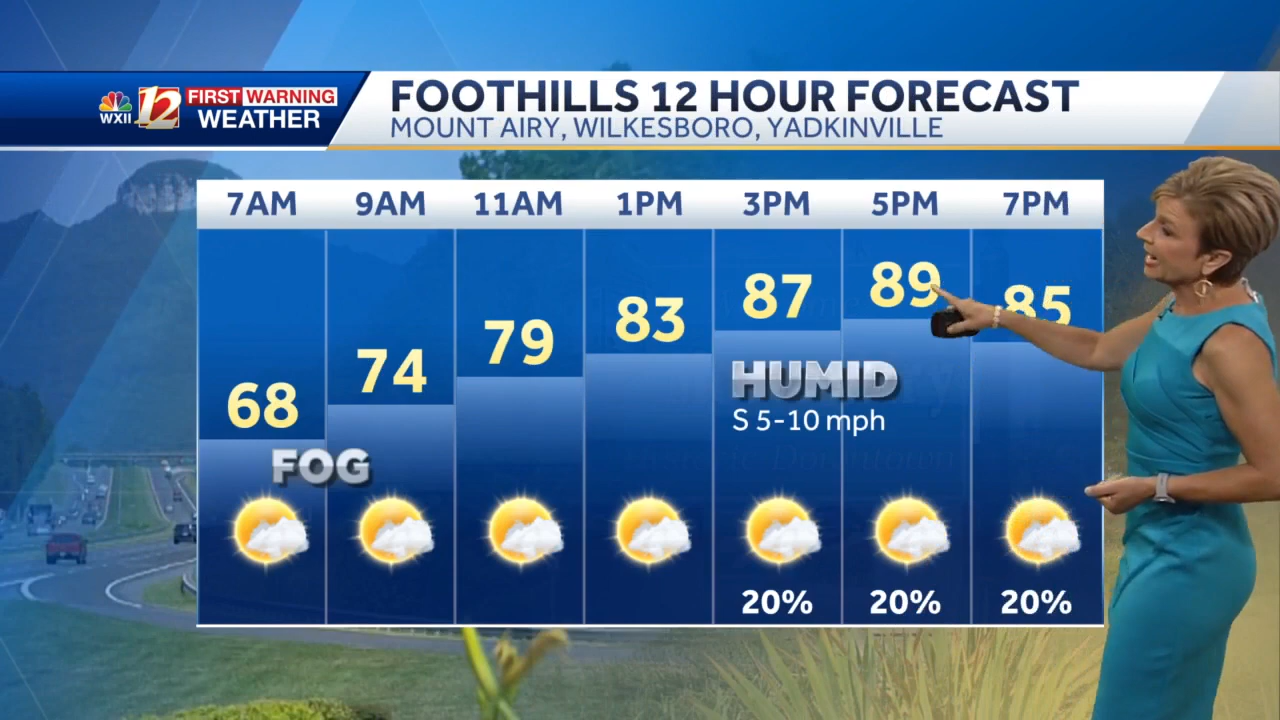 WXII 12 FIRST WARNING WEATHER
FOOTHILLS 12 HOUR FORECAST
MOUNT AIRY, WILKESBORO, YADKINVILLE
7AM 9AM 11AM 1PM 3PM 5PM 7PM
68 74 79 83 87 89 85
FOG
HUMID
S 5-10 mph
20% 20% 20%